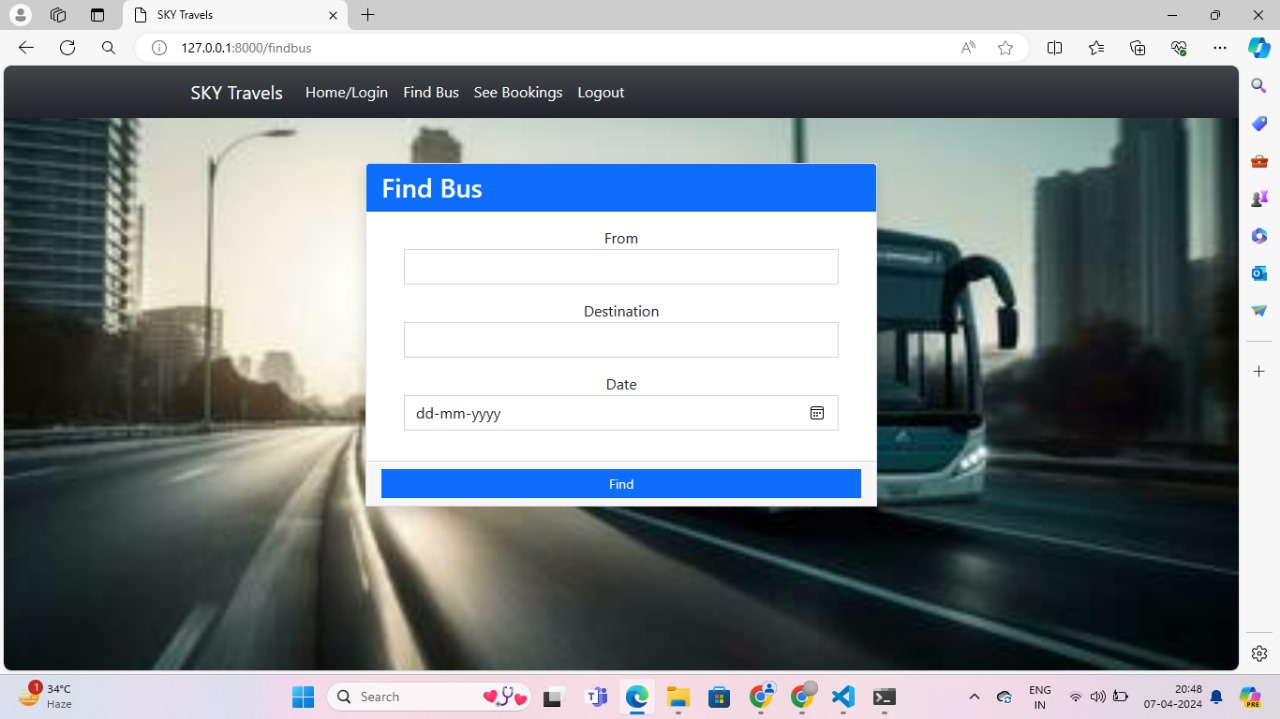 SKY Travels
127.0.0.1:8000/findbus
SKY Travels Home/Login Find Bus See Bookings Logout
Find Bus
From
Destination
Date
dd-mm-yyyy
Find
1 34°C
Haze
Search
ENG
IN
20:48
07-04-2024
PRE